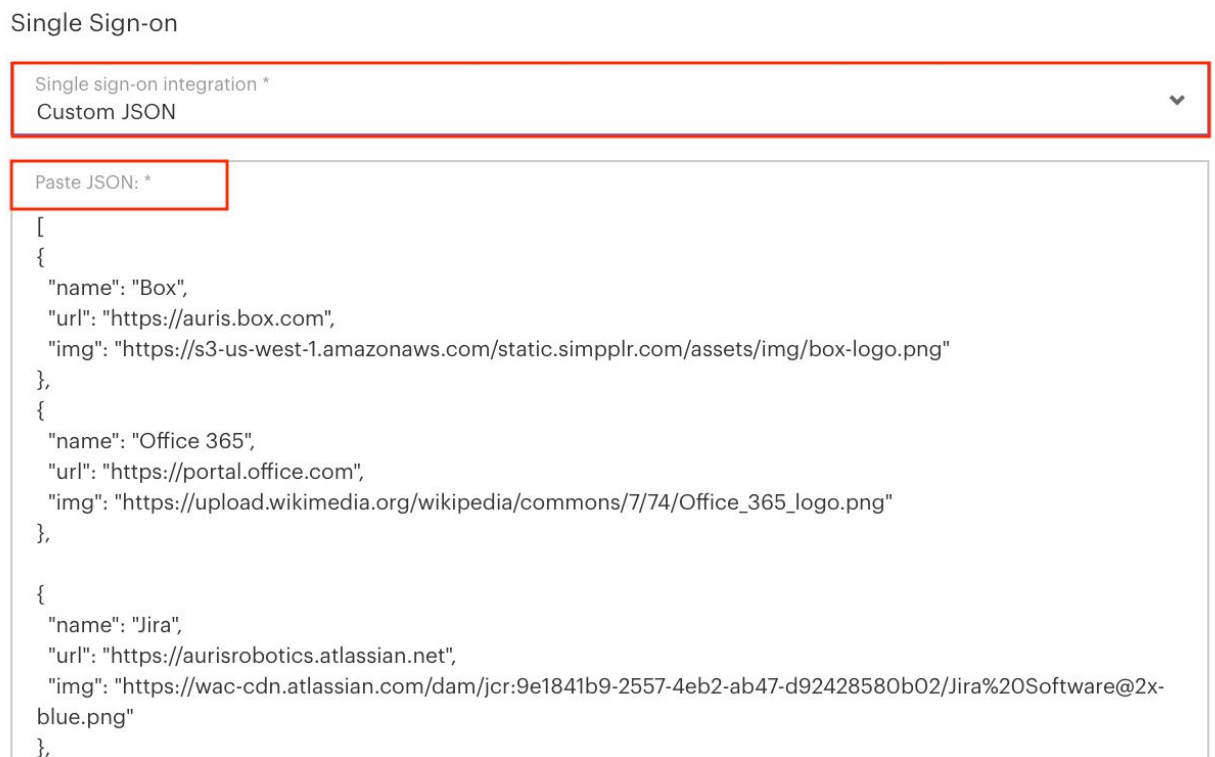 Single Sign-on
Single sign-on integration *
Custom JSON
Paste JSON: *
[
{
"name": "Box",
"url": "https://auris.box.com",
"img": "https://s3-us-west-1.amazonaws.com/static.simpplr.com/assets/img/box-logo.png"
},
{
"name": "Office 365",
"url": "https://portal.office.com",
"img": "https://upload.wikimedia.org/wikipedia/commons/7/74/Office_365_logo.png"
},
{
"name": "Jira",
"url": "https://aurisrobotics.atlassian.net",
"img": "https://wac-cdn.atlassian.com/dam/jcr:9e1841b9-2557-4eb2-ab47-d92428580b02/Jira%20Software@2x-
blue.png"
},